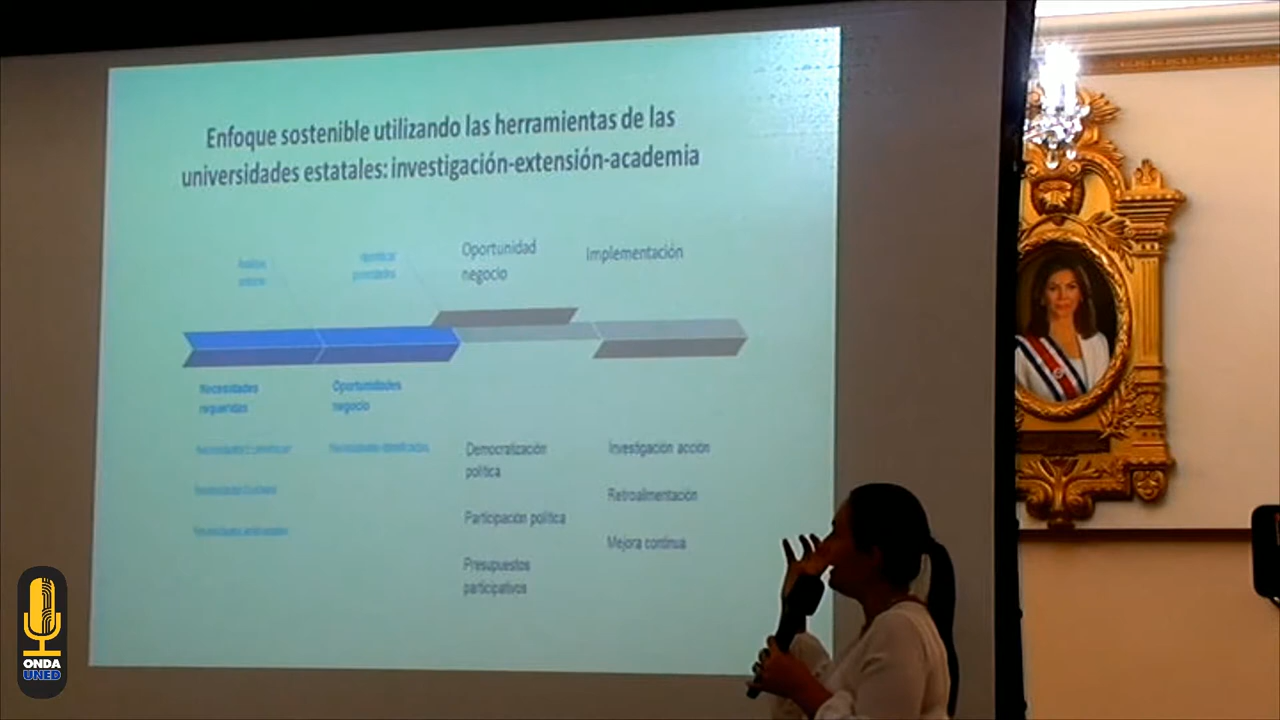 Enfoque sostenible utilizando las herramientas de las
universidades estatales: investigación-extensión-academia
Oportunidad
negocio
Implementación
Necesidades
requeridas
Oportunidades
negocio
Democratización
política
Participación política
Presupuestos
participativos
Investigación acción
Retroalimentación
Mejora continua
ONDA
UNED